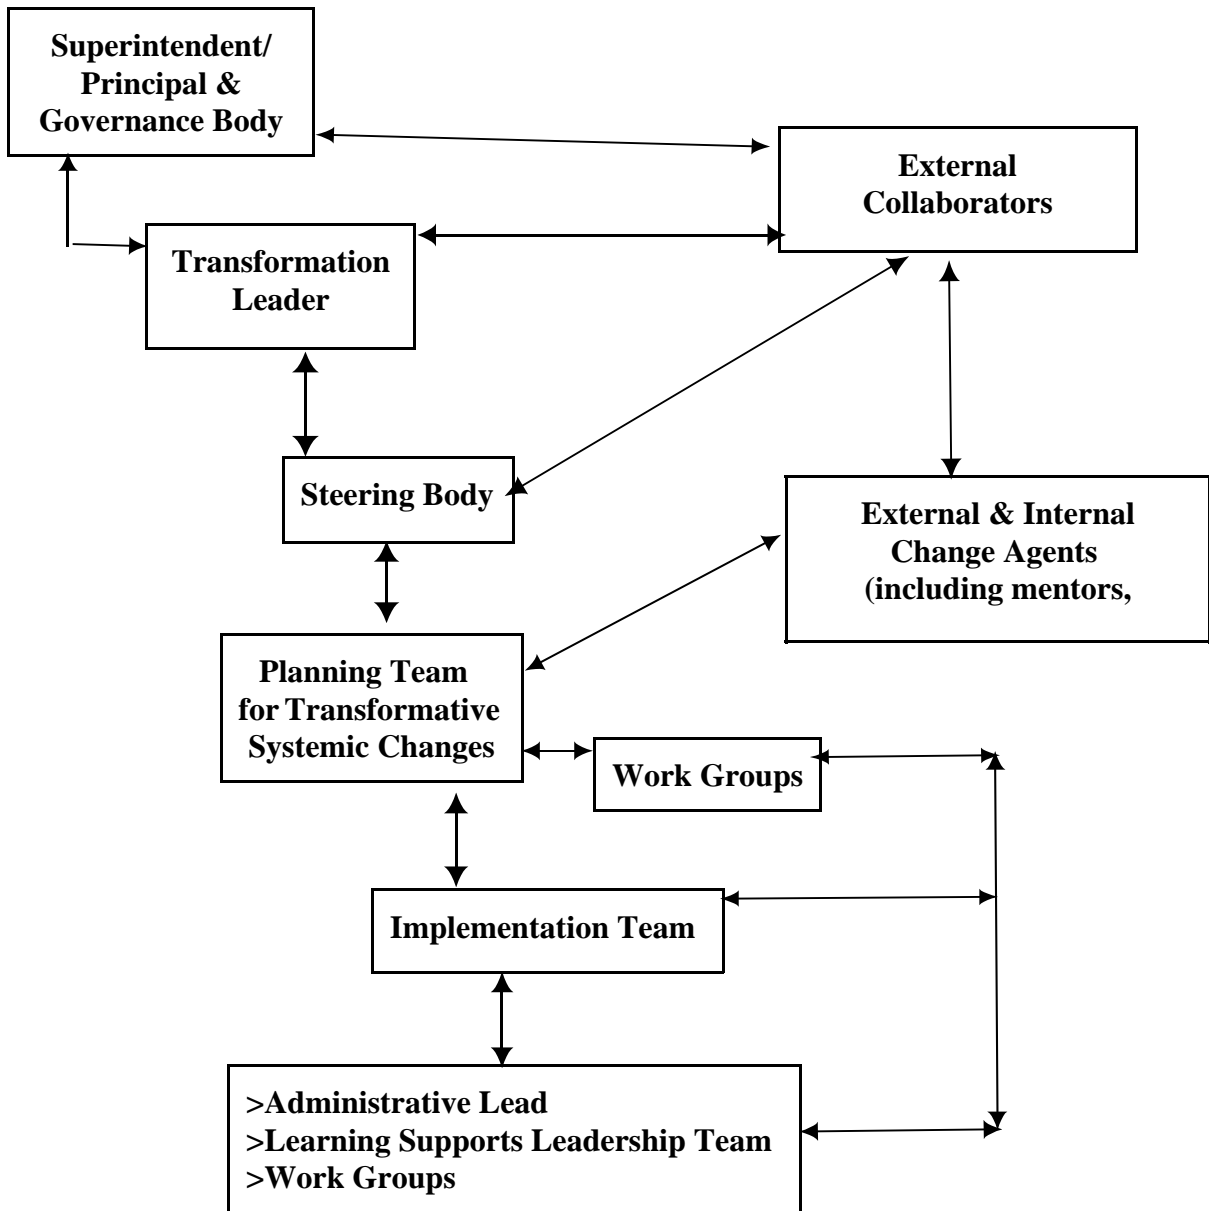 Superintendent/
Principal &
Governance Body
External
Collaborators
Transformation
Leader
Steering Body
External & Internal
Change Agents
(including mentors,
Planning Team
for Transformative
Systemic Changes
Work Groups
Implementation Team
>Administrative Lead
>Learning Supports Leadership Team
>Work Groups